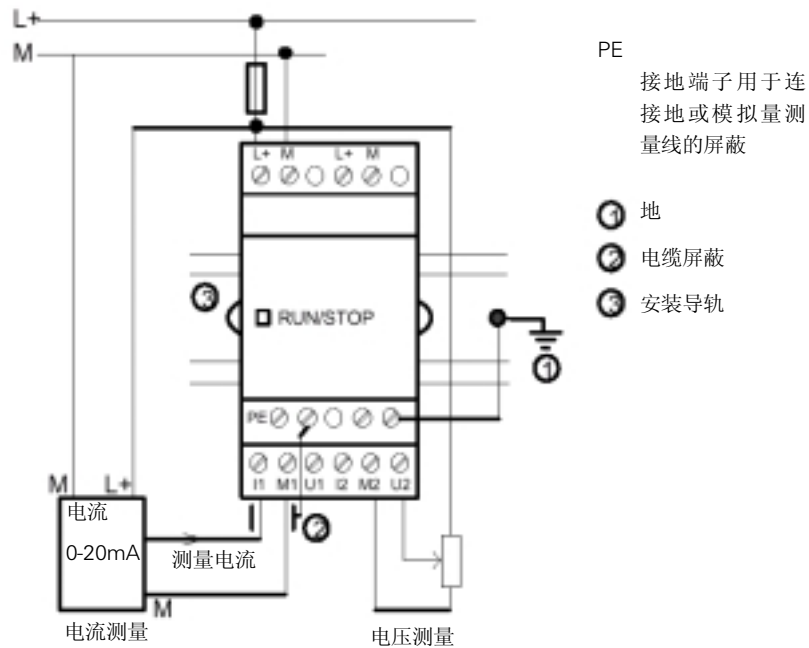 L+
M
PE
接地端子用于连
接地或模拟量测
量线的屏蔽
① 地
② 电缆屏蔽
③ 安装导轨
L+ M L+ M
③
RUN/STOP
①
PE
I1 M1 U1 I2 M2 U2
②
M L+
电流
0-20mA
测量电流
M
电流测量
电压测量